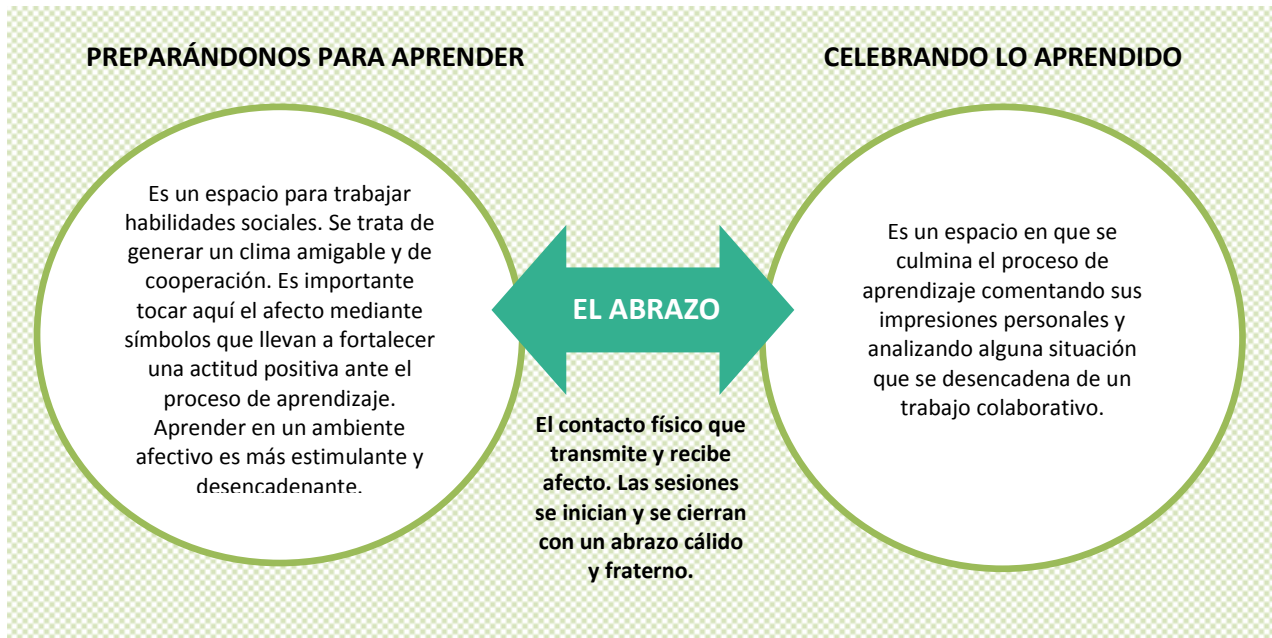 PREPARÁNDONOS PARA APRENDER
Es un espacio para trabajar
habilidades sociales. Se trata de
generar un clima amigable y de
cooperación. Es importante
tocar aquí el afecto mediante
símbolos que llevan a fortalecer
una actitud positiva ante el
proceso de aprendizaje.
Aprender en un ambiente
afectivo es más estimulante y
desencadenante.
EL ABRAZO
El contacto físico que
transmite y recibe
afecto. Las sesiones
se inician y se cierran
con un abrazo cálido
y fraterno.
CELEBRANDO LO APRENDIDO
Es un espacio en que se
culmina el proceso de
aprendizaje comentando sus
impresiones personales y
analizando alguna situación
que se desencadena de un
trabajo colaborativo.